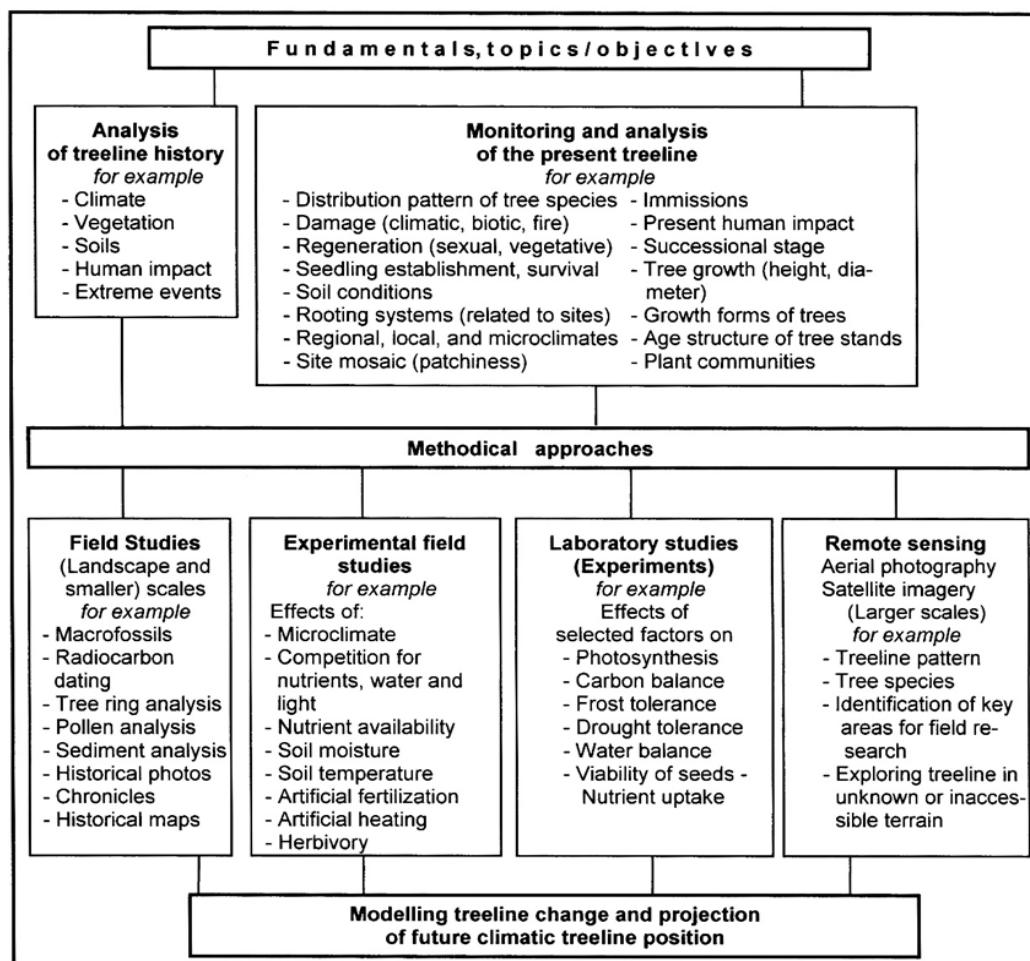 Fundamentals, topics/objectives
Analysis
of treeline history
for example
- Climate
- Vegetation
- Soils
- Human impact
- Extreme events
Monitoring and analysis
of the present treeline
for example
- Distribution pattern of tree species
- Damage (climatic, biotic, fire)
- Regeneration (sexual, vegetative)
- Seedling establishment, survival
- Soil conditions
- Rooting systems (related to sites)
- Regional, local, and microclimates
- Site mosaic (patchiness)
- Immissions
- Present human impact
- Successional stage
- Tree growth (height, dia-
meter)
- Growth forms of trees
- Age structure of tree stands
- Plant communities
Methodical approaches
Field Studies
(Landscape and
smaller) scales
for example
- Macrofossils
- Radiocarbon
dating
- Tree ring analysis
- Pollen analysis
- Sediment analysis
- Historical photos
- Chronicles
- Historical maps
Experimental field
studies
for example
Effects of:
- Microclimate
- Competition for
nutrients, water and
light
- Nutrient availability
- Soil moisture
- Soil temperature
- Artificial fertilization
- Artificial heating
- Herbivory
Laboratory studies
(Experiments)
for example
Effects of
selected factors on
- Photosynthesis
- Carbon balance
- Frost tolerance
- Drought tolerance
- Water balance
- Viability of seeds -
Nutrient uptake
Remote sensing
Aerial photography
Satellite imagery
(Larger scales)
for example
- Treeline pattern
- Tree species
- Identification of key
areas for field re-
search
- Exploring treeline in
unknown or inacces-
sible terrain
Modelling treeline change and projection
of future climatic treeline position